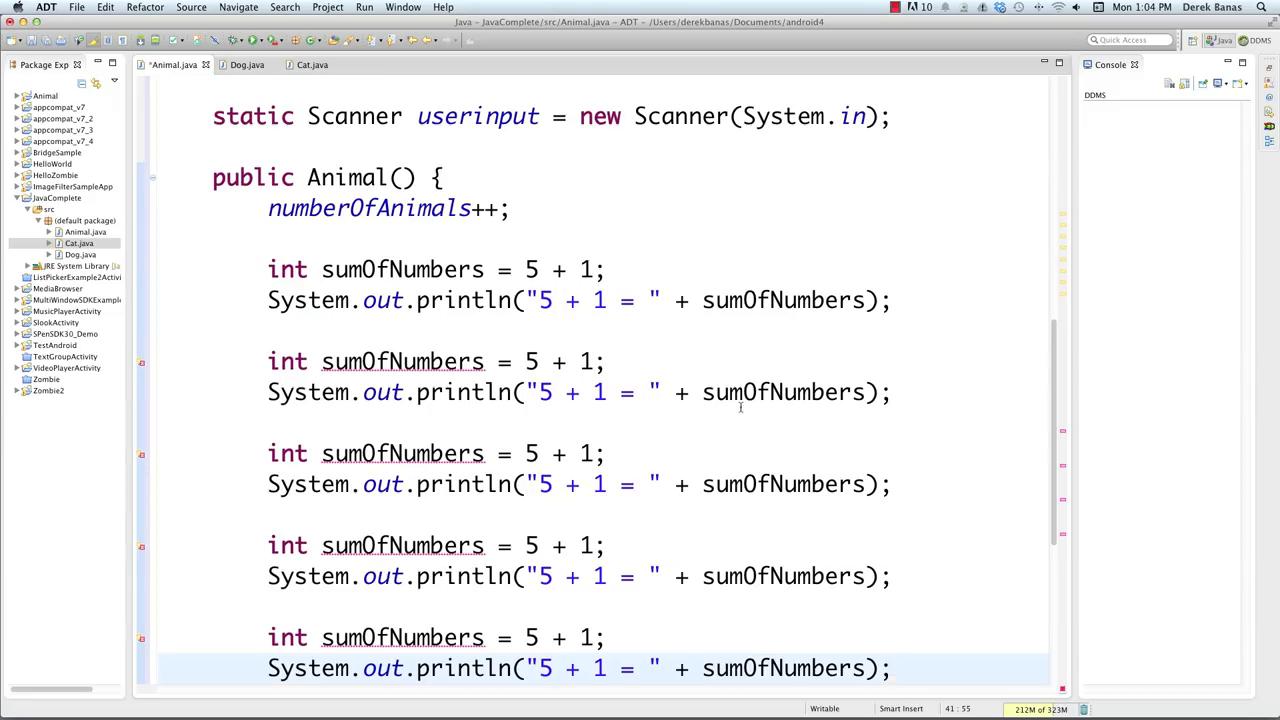 ADT File Edit Refactor Source Navigate Search Project Run Window Help 10 Mon 1:04 PM Derek Banas
Java - JavaComplete/src/Animal.java - ADT - /Users/derekbanas/Documents/android4
Quick Access Java DDMS
Package Exp
*Animal.java Dog.java Cat.java
Console
DDMS
Animal
appcompat_v7
appcompat_v7_2
appcompat_v7_3
appcompat_v7_4
BridgeSample
HelloWorld
HelloZombie
ImageFilterSampleApp
JavaComplete
src
(default package)
Animal.java
Cat.java
Dog.java
JRE System Library [Ja
ListPickerExample2Activi
MediaBrowser
MultiWindowSDKExample
MusicPlayerActivity
SlookActivity
SPenSDK30_Demo
TestAndroid
TextGroupActivity
VideoPlayerActivity
Zombie
Zombie2
static Scanner userinput = new Scanner(System.in);
public Animal() {
numberOfAnimals++;
int sumOfNumbers = 5 + 1;
System.out.println("5 + 1 = " + sumOfNumbers);
int sumOfNumbers = 5 + 1;
System.out.println("5 + 1 = " + sumOfNumbers);
int sumOfNumbers = 5 + 1;
System.out.println("5 + 1 = " + sumOfNumbers);
int sumOfNumbers = 5 + 1;
System.out.println("5 + 1 = " + sumOfNumbers);
int sumOfNumbers = 5 + 1;
System.out.println("5 + 1 = " + sumOfNumbers);
Writable Smart Insert 41 : 55 212M of 323M